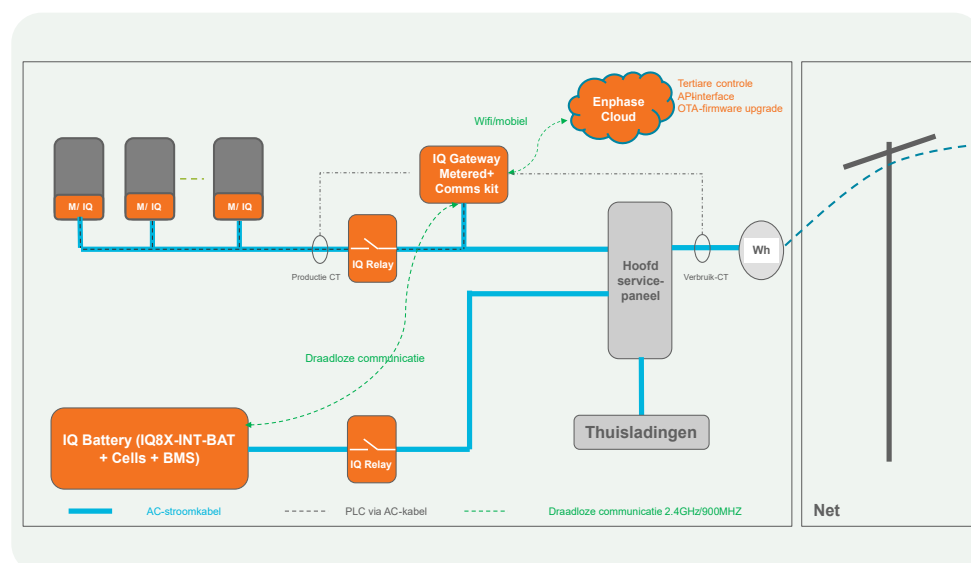 Tertiare controle
API-interface
OTA-firmware upgrade
Enphase
Cloud
Wifi/mobiel
IQ Gateway
Metered+
Comms kit
M/ IQ
M/ IQ
M/ IQ
Productie CT
IQ Relay
Hoofd
service-
paneel
Verbruik-CT
Wh
Draadloze communicatie
IQ Battery (IQ8X-INT-BAT
+ Cells + BMS)
IQ Relay
Thuisladingen
AC-stroomkabel
PLC via AC-kabel
Draadloze communicatie 2.4GHz/900MHZ
Net